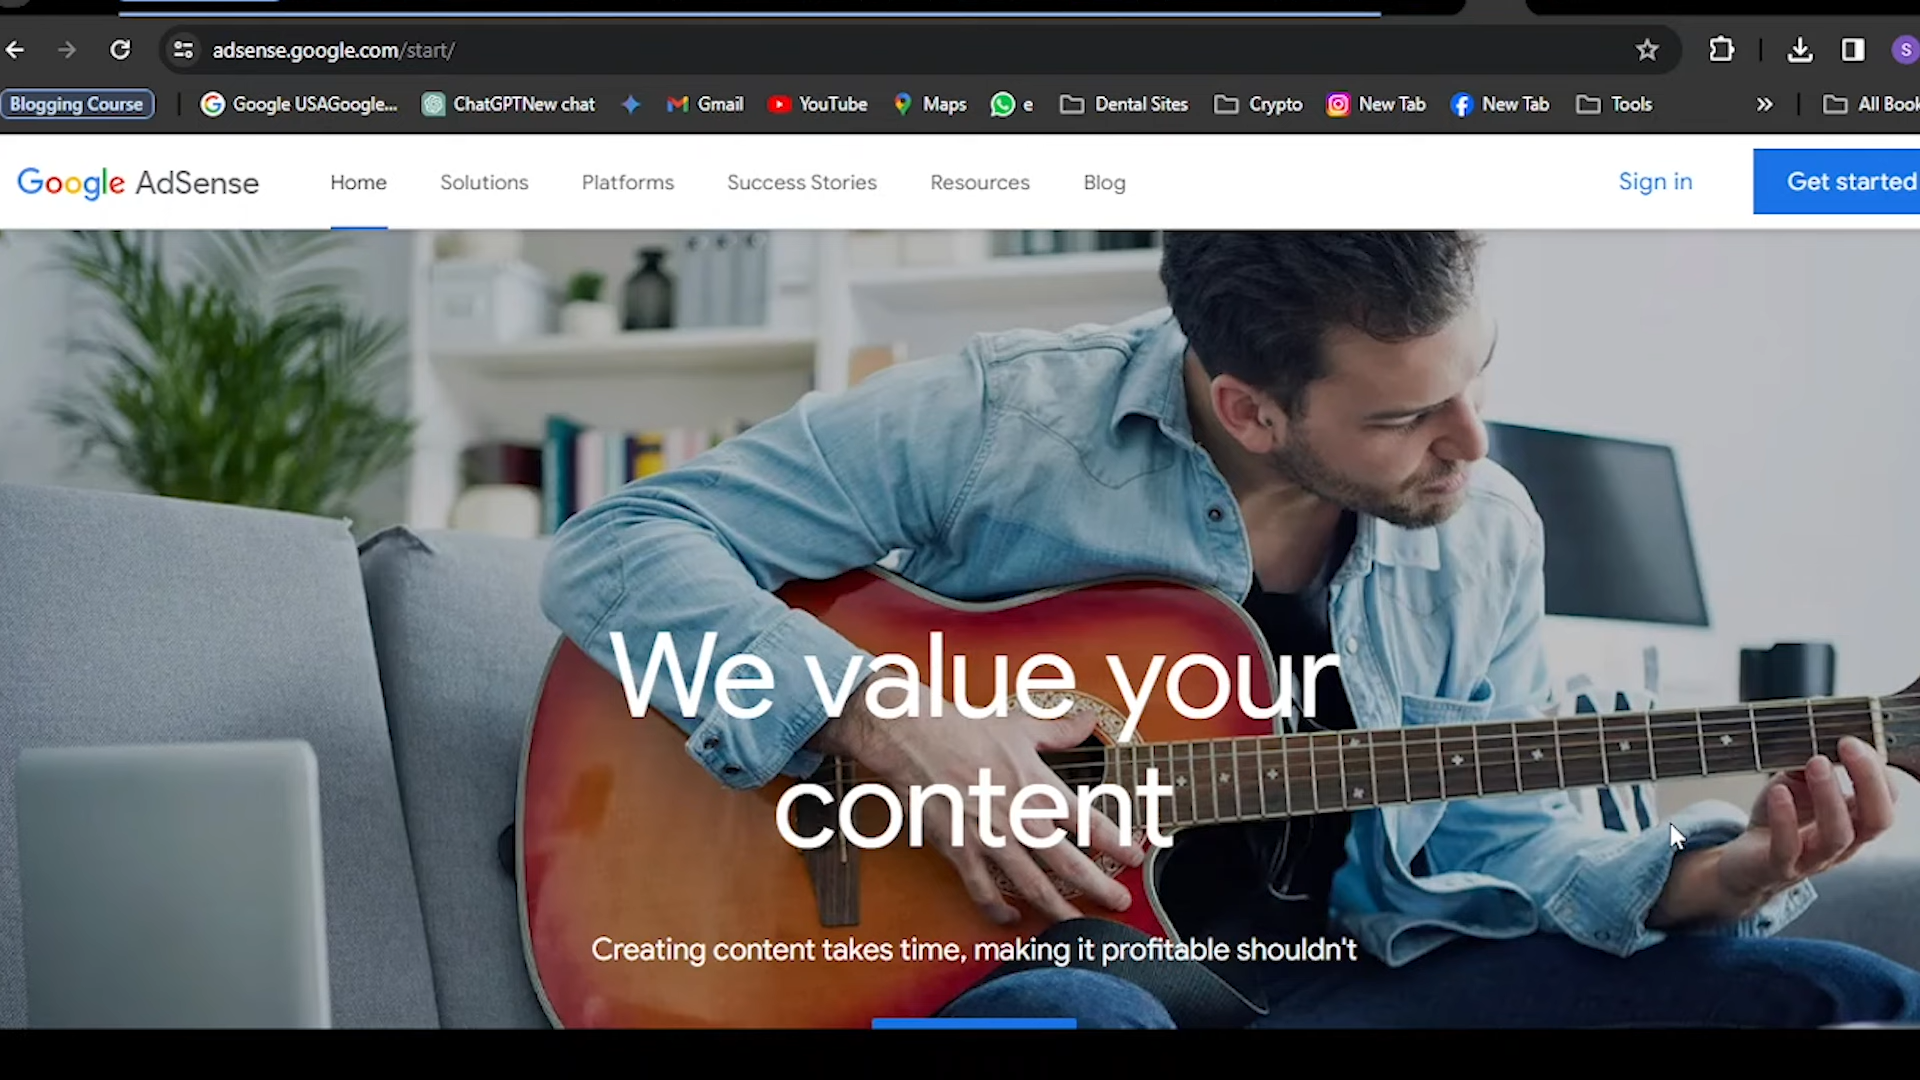 adsense.google.com/start/
S
Blogging Course
Google USAGoogle...
ChatGPTNew chat
Gmail
YouTube
Maps
e
Dental Sites
Crypto
New Tab
New Tab
Tools
All Book
Google AdSense
Home
Solutions
Platforms
Success Stories
Resources
Blog
Sign in
Get started
We value your
content
Creating content takes time, making it profitable shouldn't